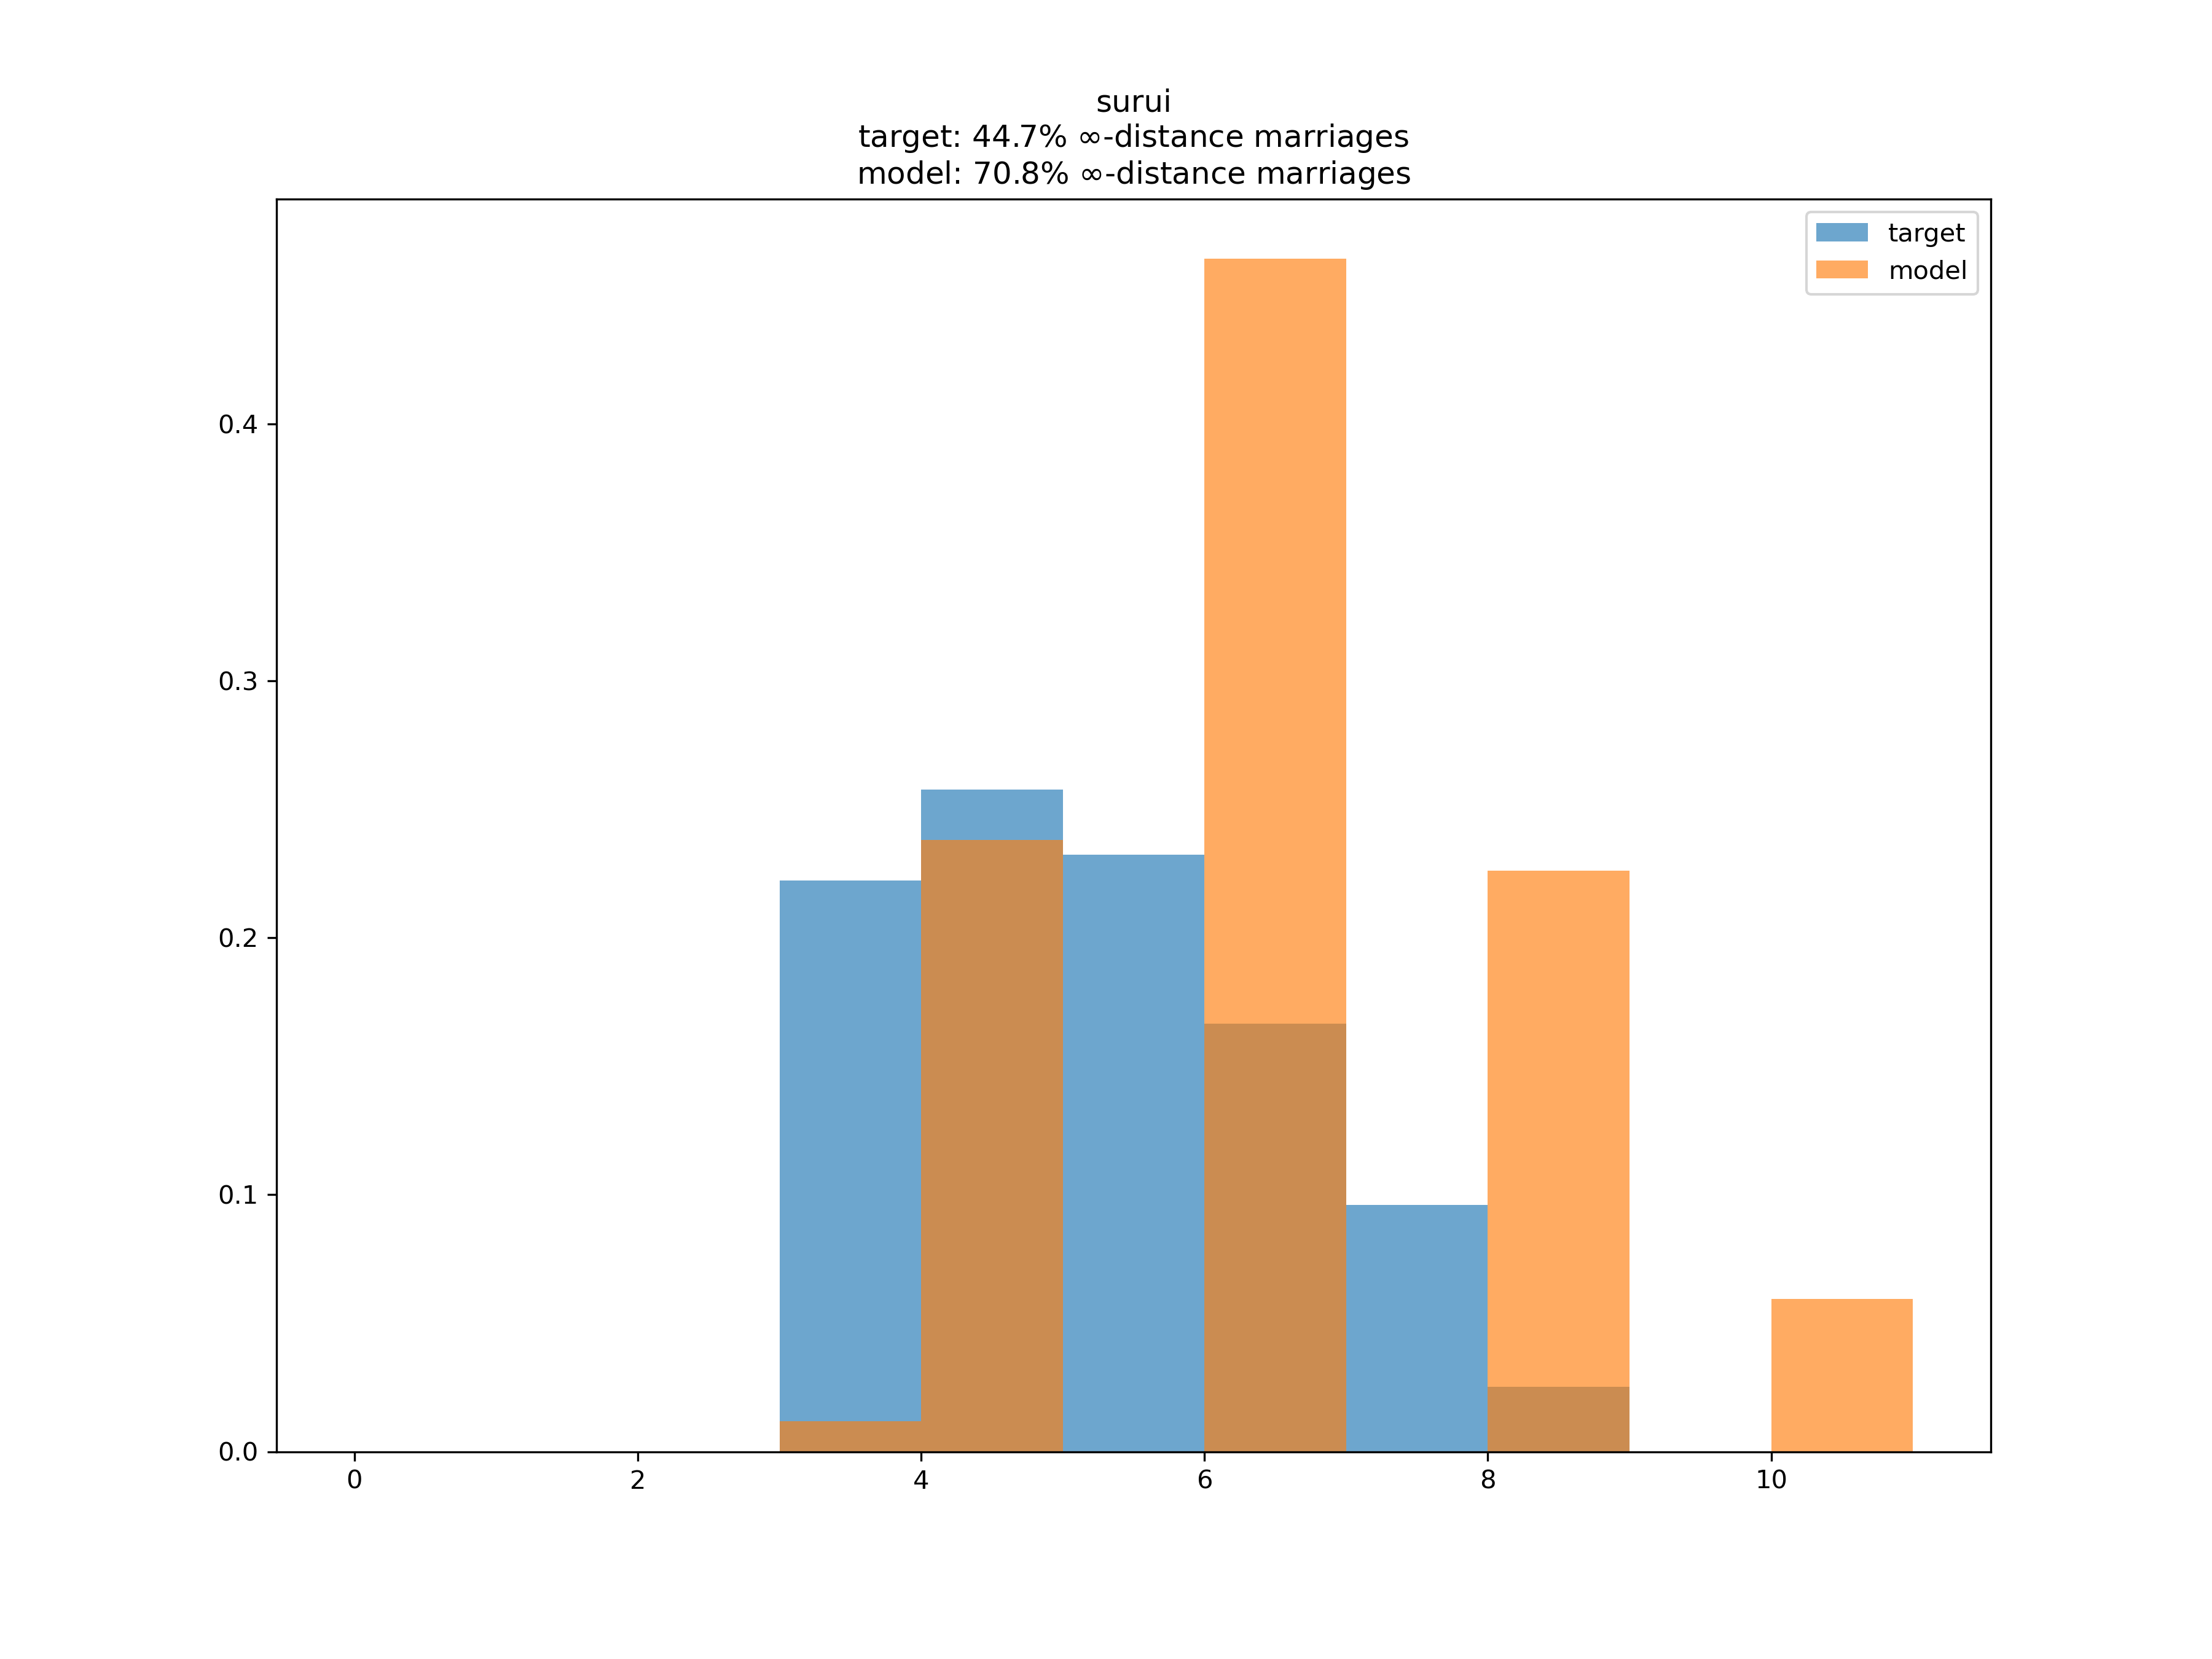 surui
target: 44.7% ∞-distance marriages
model: 70.8% ∞-distance marriages
target
model
0.4
0.3
0.2
0.1
0.0
0 2 4 6 8 10